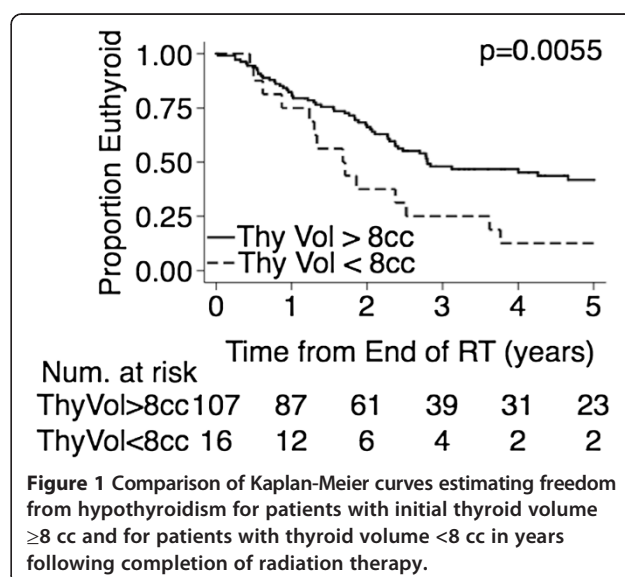 1.00
0.75
0.50
0.25
0.00
Proportion Euthyroid
p=0.0055
Thy Vol > 8cc
Thy Vol < 8cc
0 1 2 3 4 5
Time from End of RT (years)
Num. at risk
ThyVol>8cc 107 87 61 39 31 23
ThyVol<8cc 16 12 6 4 2 2
Figure 1 Comparison of Kaplan-Meier curves estimating freedom
from hypothyroidism for patients with initial thyroid volume
≥8 cc and for patients with thyroid volume <8 cc in years
following completion of radiation therapy.